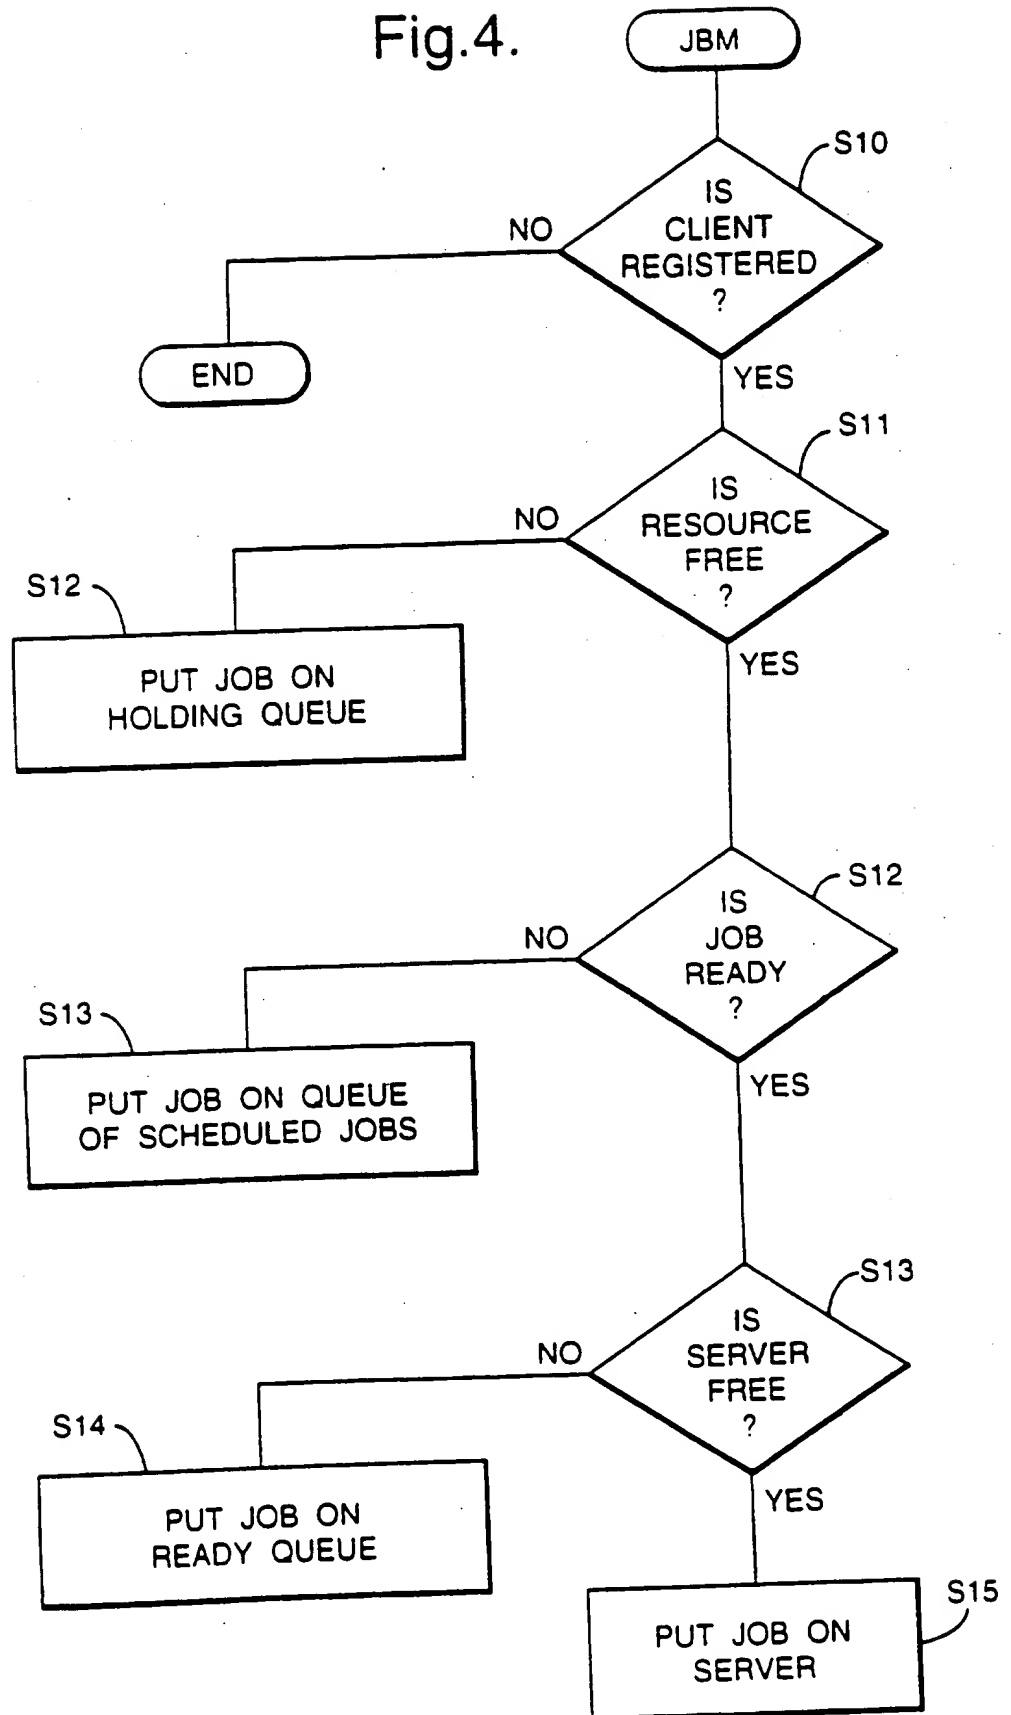 Fig.4.
JBM
S10
IS
CLIENT
REGISTERED
?
NO
END
YES
S11
IS
RESOURCE
FREE
?
NO
S12
PUT JOB ON
HOLDING QUEUE
YES
S12
IS
JOB
READY
?
NO
S13
PUT JOB ON QUEUE
OF SCHEDULED JOBS
YES
S13
IS
SERVER
FREE
?
NO
S14
PUT JOB ON
READY QUEUE
YES
S15
PUT JOB ON
SERVER